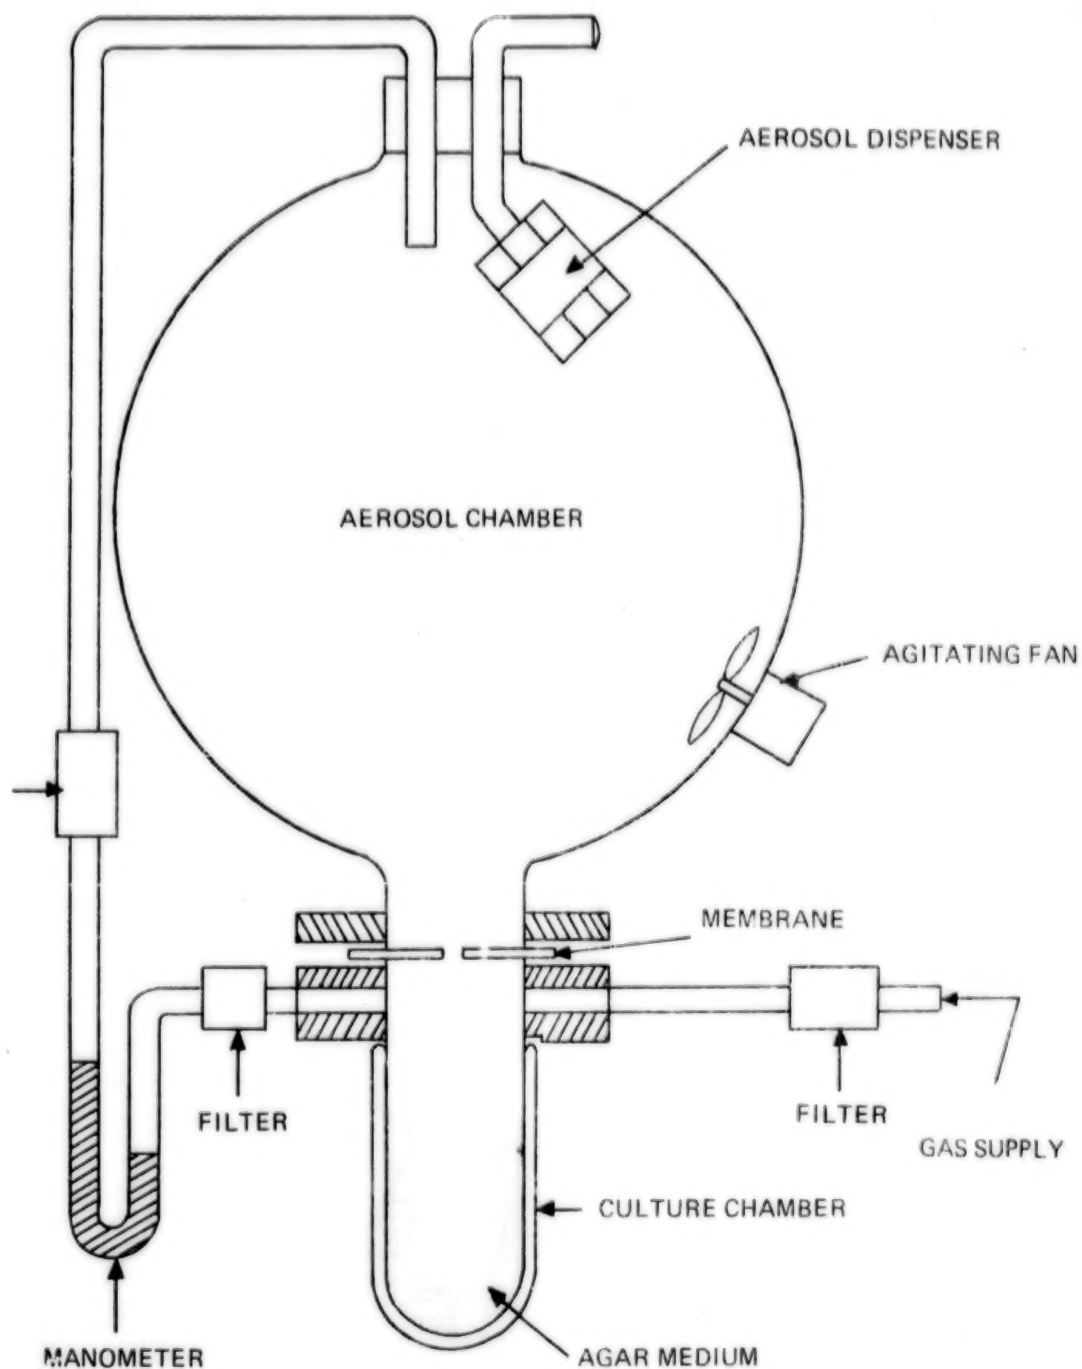 AEROSOL DISPENSER
AEROSOL CHAMBER
AGITATING FAN
MEMBRANE
FILTER
FILTER
GAS SUPPLY
CULTURE CHAMBER
MANOMETER
AGAR MEDIUM